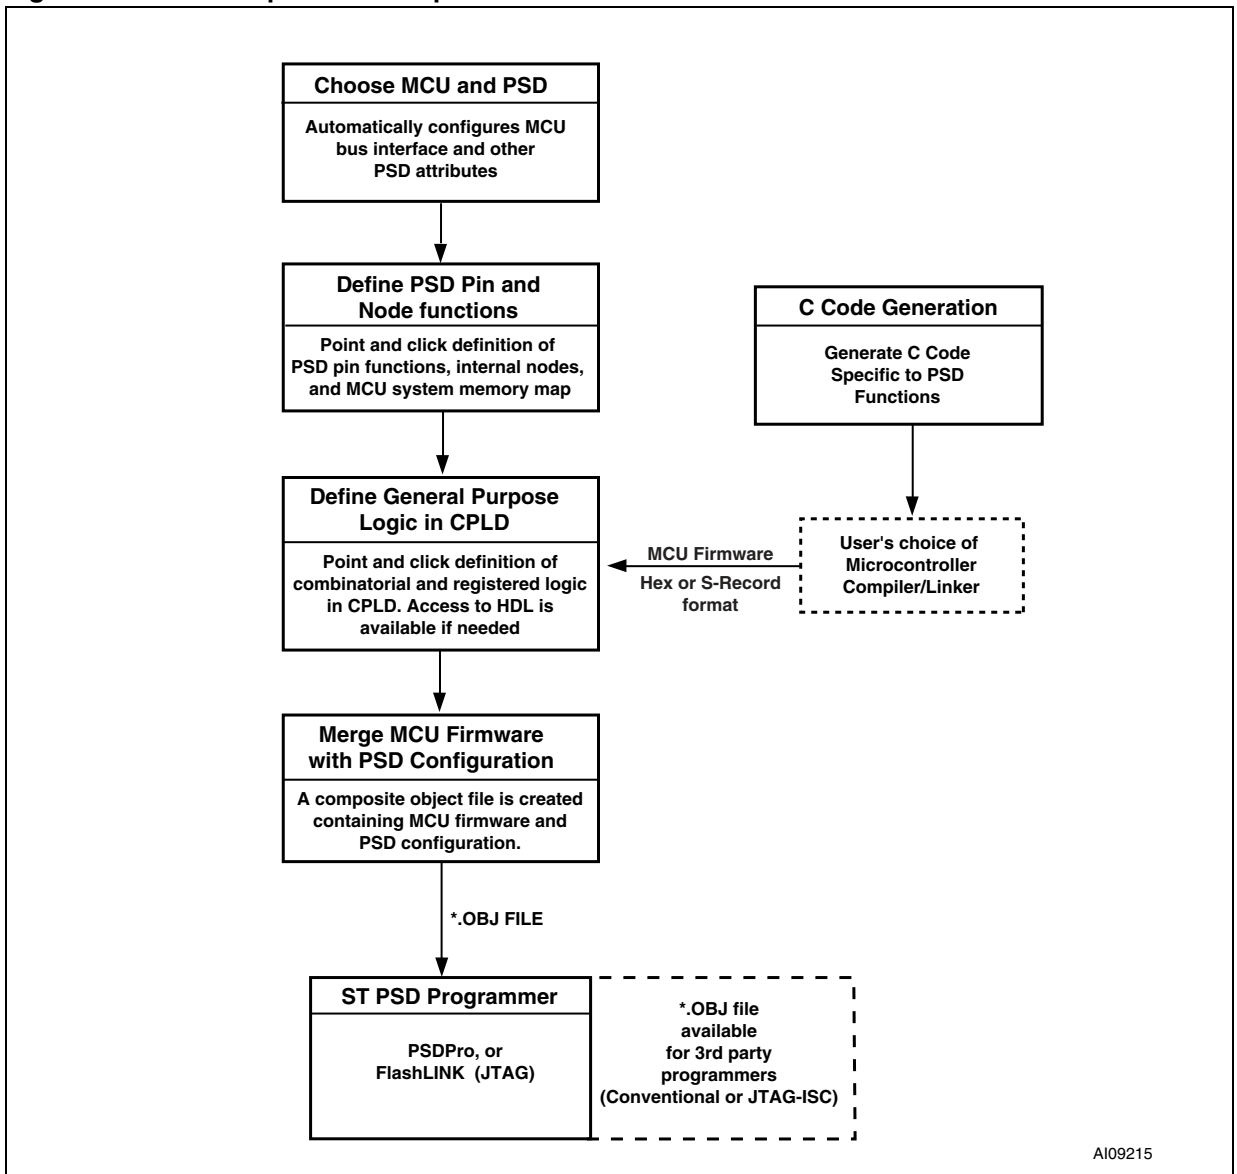 Choose MCU and PSD
Automatically configures MCU
bus interface and other
PSD attributes
Define PSD Pin and
Node functions
Point and click definition of
PSD pin functions, internal nodes,
and MCU system memory map
C Code Generation
Generate C Code
Specific to PSD
Functions
Define General Purpose
Logic in CPLD
Point and click definition of
combinatorial and registered logic
in CPLD. Access to HDL is
available if needed
MCU Firmware
Hex or S-Record
format
User's choice of
Microcontroller
Compiler/Linker
Merge MCU Firmware
with PSD Configuration
A composite object file is created
containing MCU firmware and
PSD configuration.
*.OBJ FILE
ST PSD Programmer
PSDPro, or
FlashLINK (JTAG)
*.OBJ file
available
for 3rd party
programmers
(Conventional or JTAG-ISC)
AI09215